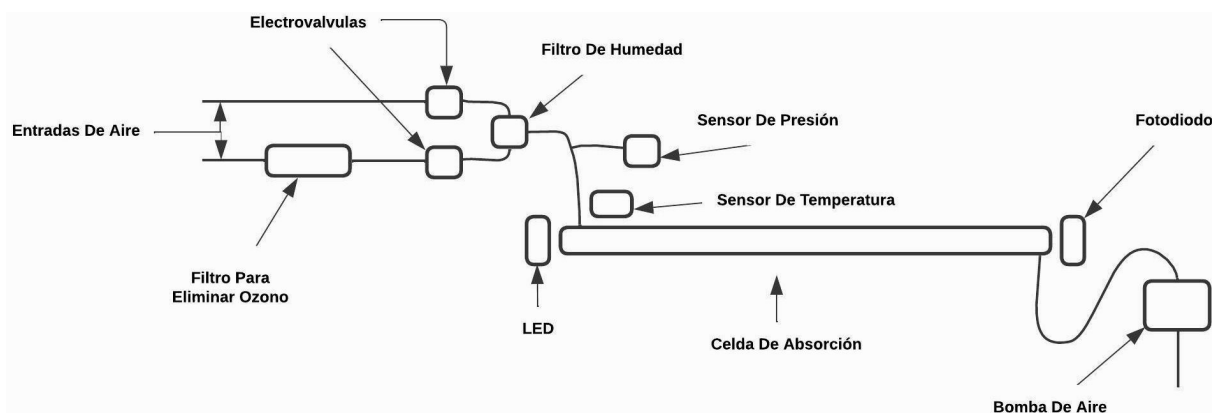 Electrovalvulas
Filtro De Humedad
Entradas De Aire
Sensor De Presión
Fotodiodo
Sensor De Temperatura
Filtro Para
Eliminar Ozono
LED
Celda De Absorción
Bomba De Aire